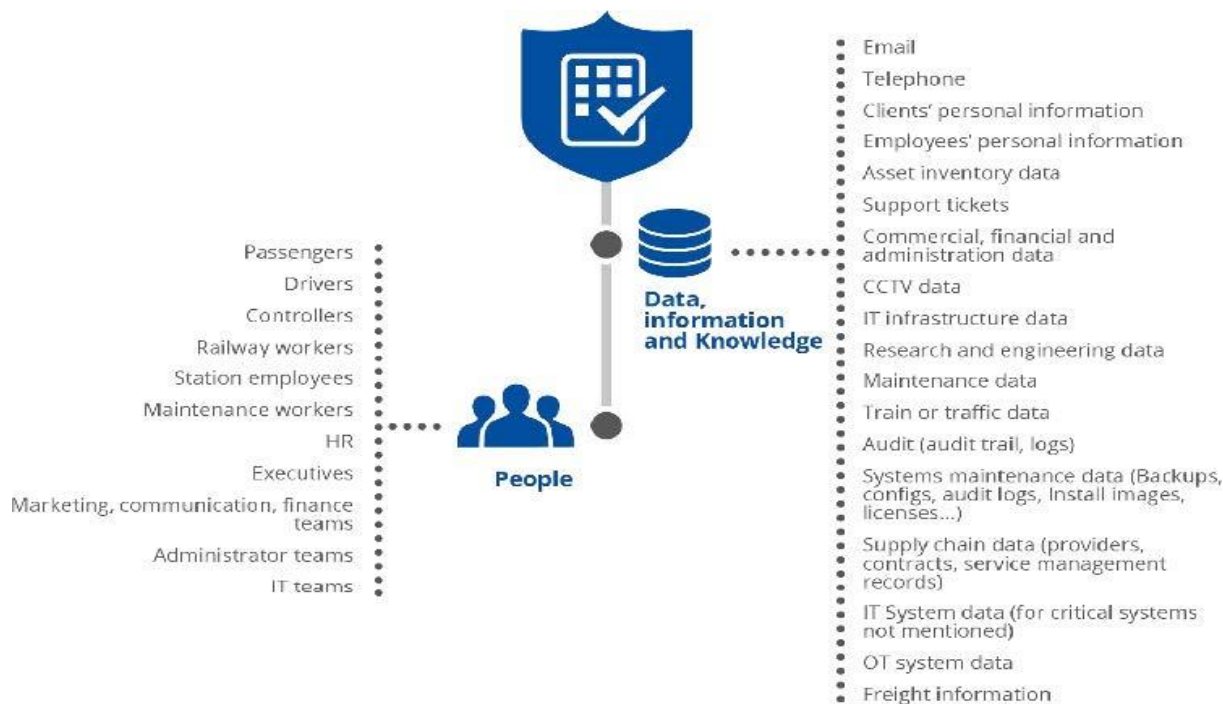 Email
Telephone
Clients’ personal information
Employees’ personal information
Asset inventory data
Support tickets
Commercial, financial and
administration data
CCTV data
IT infrastructure data
Research and engineering data
Maintenance data
Train or traffic data
Audit (audit trail, logs)
Systems maintenance data (Backups,
configs, audit logs, Install images,
licenses...)
Supply chain data (providers,
contracts, service management
records)
IT System data (for critical systems
not mentioned)
OT system data
Freight information
Data,
information
and Knowledge
Passengers
Drivers
Controllers
Railway workers
Station employees
Maintenance workers
HR
Executives
Marketing, communication, finance
teams
Administrator teams
IT teams
People